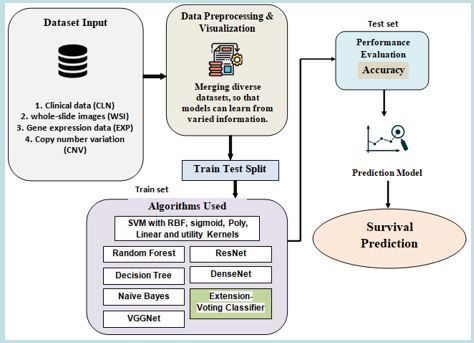 Dataset Input
1. Clinical data (CLN)
2. whole-slide images (WSI)
3. Gene expression data (EXP)
4. Copy number variation
(CNV)
Data Preprocessing &
Visualization
Merging diverse
datasets, so that
models can learn from
varied information.
Train Test Split
Train set
Algorithms Used
SVM with RBF, sigmoid, Poly,
Linear and utility Kernels
Random Forest
ResNet
Decision Tree
DenseNet
Naïve Bayes
Extension-
Voting Classifier
VGGNet
Test set
Performance
Evaluation
Accuracy
Prediction Model
Survival
Prediction